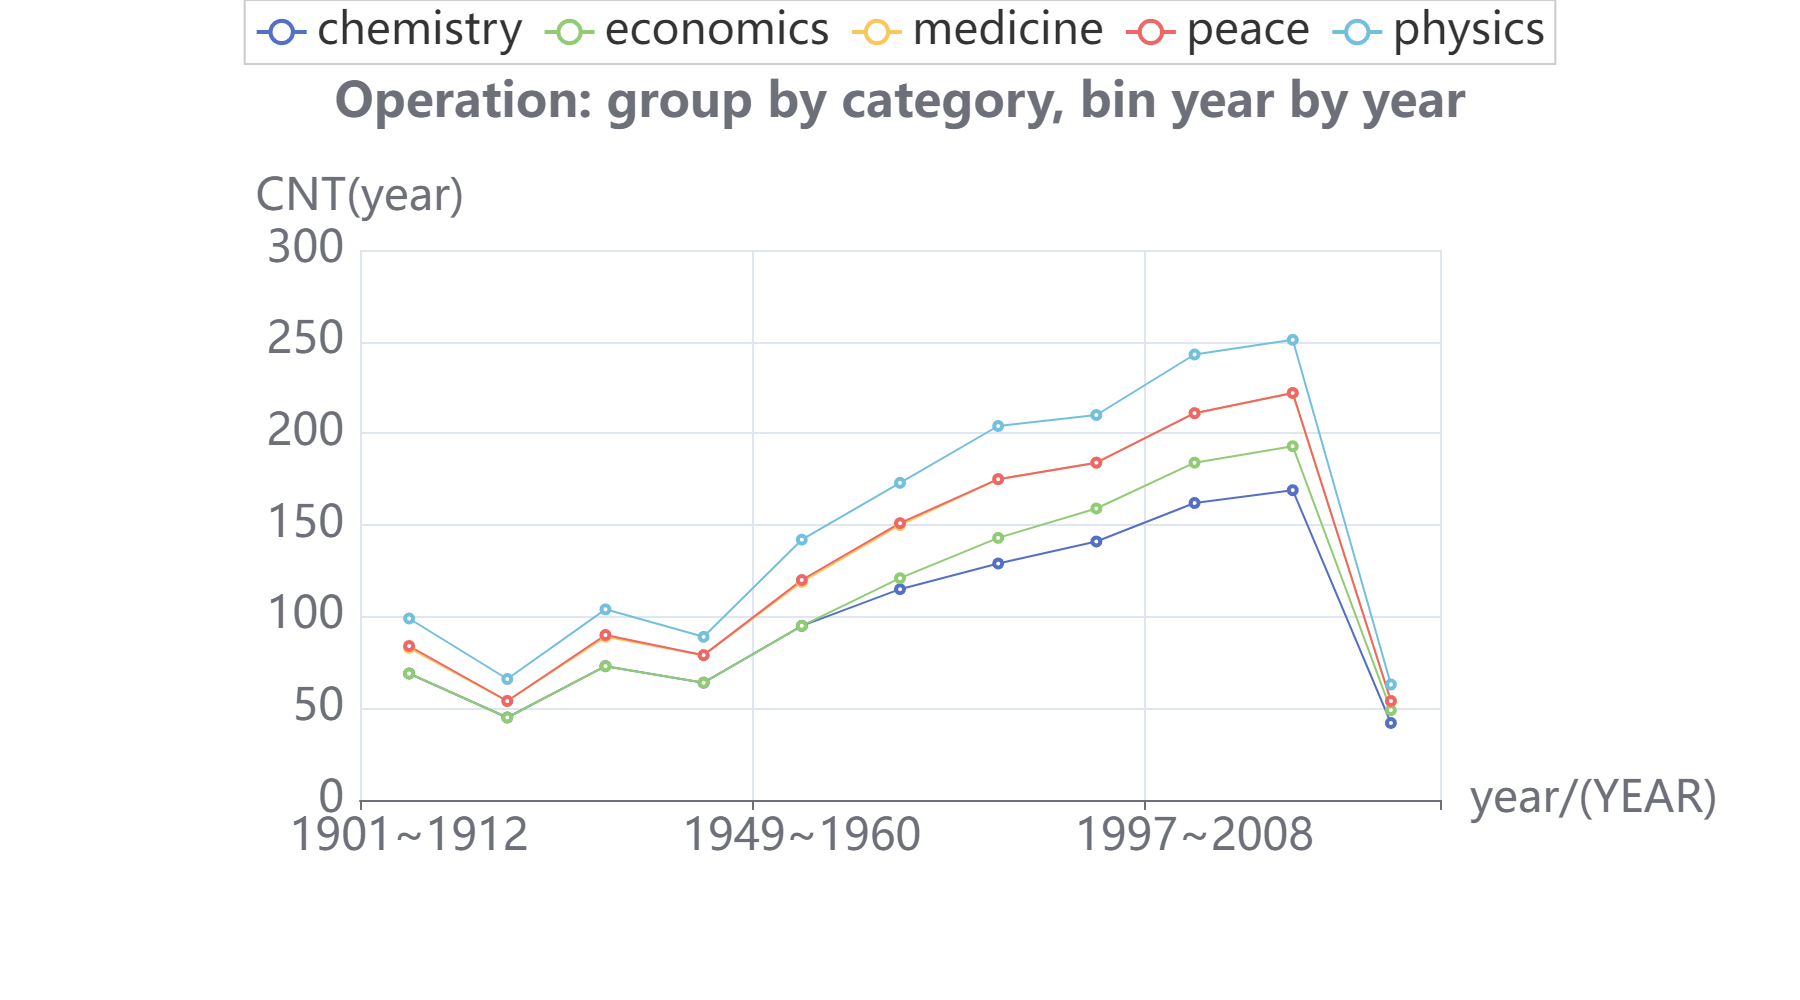 chemistry economics medicine peace physics
Operation: group by category, bin year by year
CNT(year)
300
250
200
150
100
50
0
year/(YEAR)
1901~1912 1949~1960 1997~2008